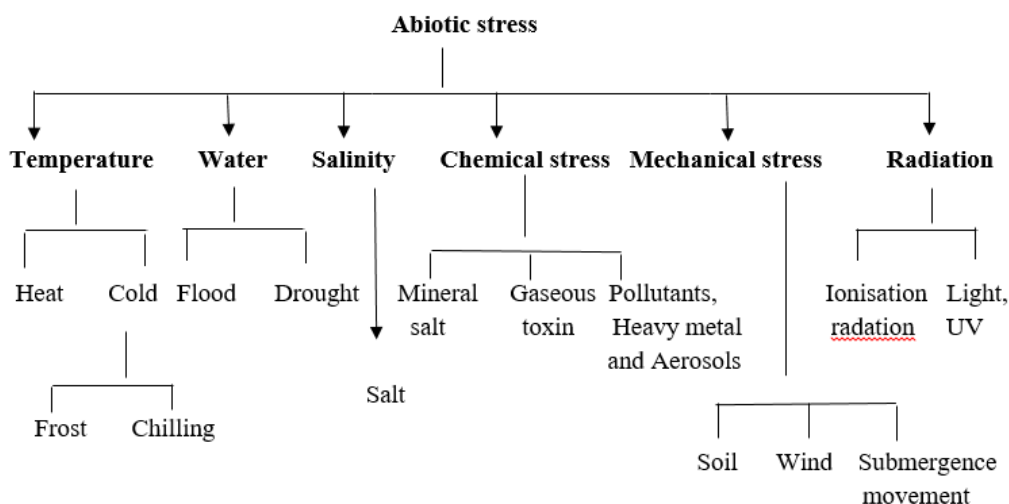 Abiotic stress
Temperature Water Salinity Chemical stress Mechanical stress Radiation
Heat Cold Flood Drought Mineral Gaseous Pollutants, Ionisation Light,
salt toxin Heavy metal radation UV
and Aerosols
Salt
Frost Chilling
Soil Wind Submergence
movement